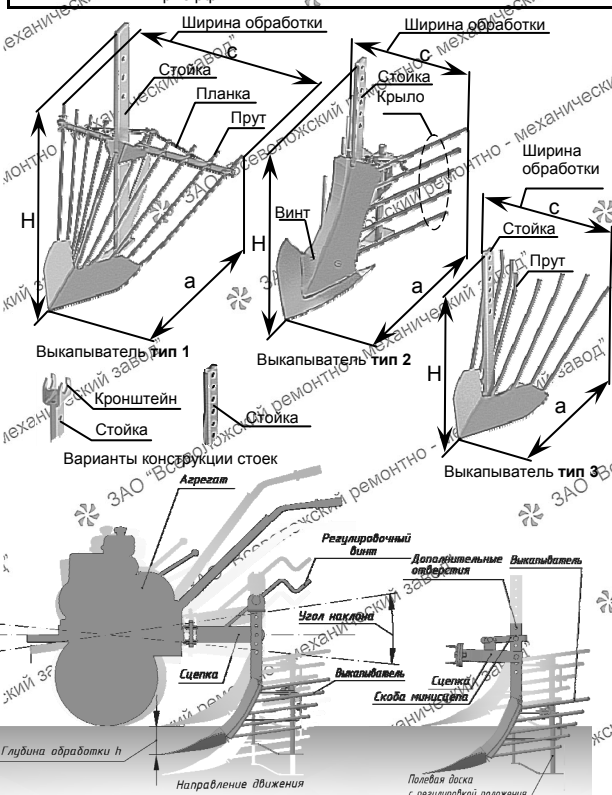 Ширина обработки
с
Стойка
Планка
Прут
Н
а
Выкапыватель тип 1
Ширина обработки
с
Стойка
Крыло
Винт
Н
а
Выкапыватель тип 2
Ширина
обработки
с
Стойка
Прут
Н
а
Выкапыватель тип 3
Кронштейн
Стойка
Стойка
Варианты конструкции стоек
Агрегат
Регулировочный
винт
Угол наклона
Сцепка
Выкапыватель
Глубина обработки h
Направление движения
Дополнительные
отверстия
Выкапыватель
Сцепка
Скоба минисцепа
Полевая доска
с регулировкой положения
ЗАО "Всеволожский ремонтно - механический завод"